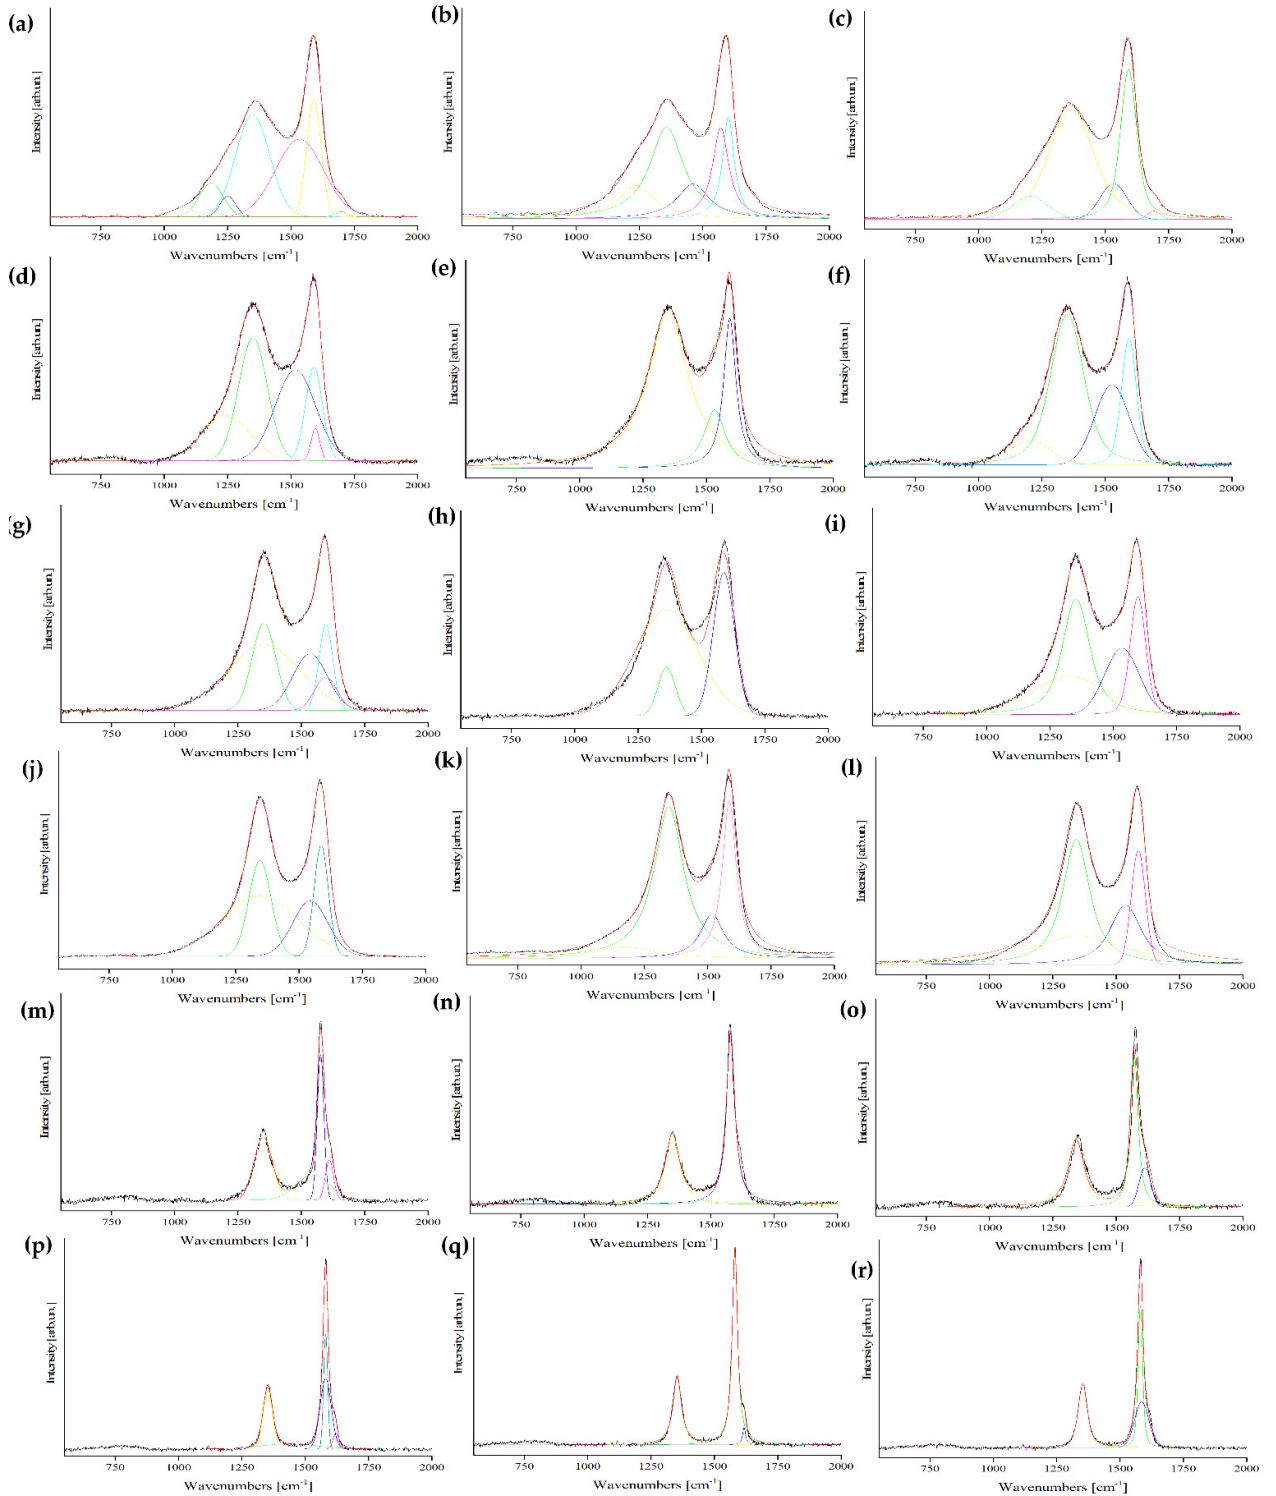 (a) (b) (c)
Intensity [arb.un.] Intensity [arb.un.] Intensity [arb.un.]
750 1000 1250 1500 1750 2000 750 1000 1250 1500 1750 2000 750 1000 1250 1500 1750 2000
Wavenumbers [cm-1] Wavenumbers [cm-1] Wavenumbers [cm-1]
(d) (e) (f)
Intensity [arb.un.] Intensity [arb.un.] Intensity [arb.un.]
750 1000 1250 1500 1750 2000 750 1000 1250 1500 1750 2000 750 1000 1250 1500 1750 2000
Wavenumbers [cm-1] Wavenumbers [cm-1] Wavenumbers [cm-1]
(g) (h) (i)
Intensity [arb.un.] Intensity [arb.un.] Intensity [arb.un.]
750 1000 1250 1500 1750 2000 750 1000 1250 1500 1750 2000 750 1000 1250 1500 1750 2000
Wavenumbers [cm-1] Wavenumbers [cm-1] Wavenumbers [cm-1]
(j) (k) (l)
Intensity [arb.un.] Intensity [arb.un.] Intensity [arb.un.]
750 1000 1250 1500 1750 2000 750 1000 1250 1500 1750 2000 750 1000 1250 1500 1750 2000
Wavenumbers [cm-1] Wavenumbers [cm-1] Wavenumbers [cm-1]
(m) (n) (o)
Intensity [arb.un.] Intensity [arb.un.] Intensity [arb.un.]
750 1000 1250 1500 1750 2000 750 1000 1250 1500 1750 2000 750 1000 1250 1500 1750 2000
Wavenumbers [cm-1] Wavenumbers [cm-1] Wavenumbers [cm-1]
(p) (q) (r)
Intensity [arb.un.] Intensity [arb.un.] Intensity [arb.un.]
750 1000 1250 1500 1750 2000 750 1000 1250 1500 1750 2000 750 1000 1250 1500 1750 2000
Wavenumbers [cm-1] Wavenumbers [cm-1] Wavenumbers [cm-1]